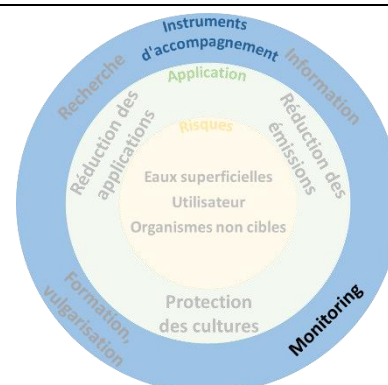 Instruments
d'accompagnement
Recherche
Information
Application
Réduction des
applications
Réduction des
émissions
Risques
Eaux superficielles
Utilisateur
Organismes non cibles
Protection
des cultures
Formation,
vulgarisation
Monitoring